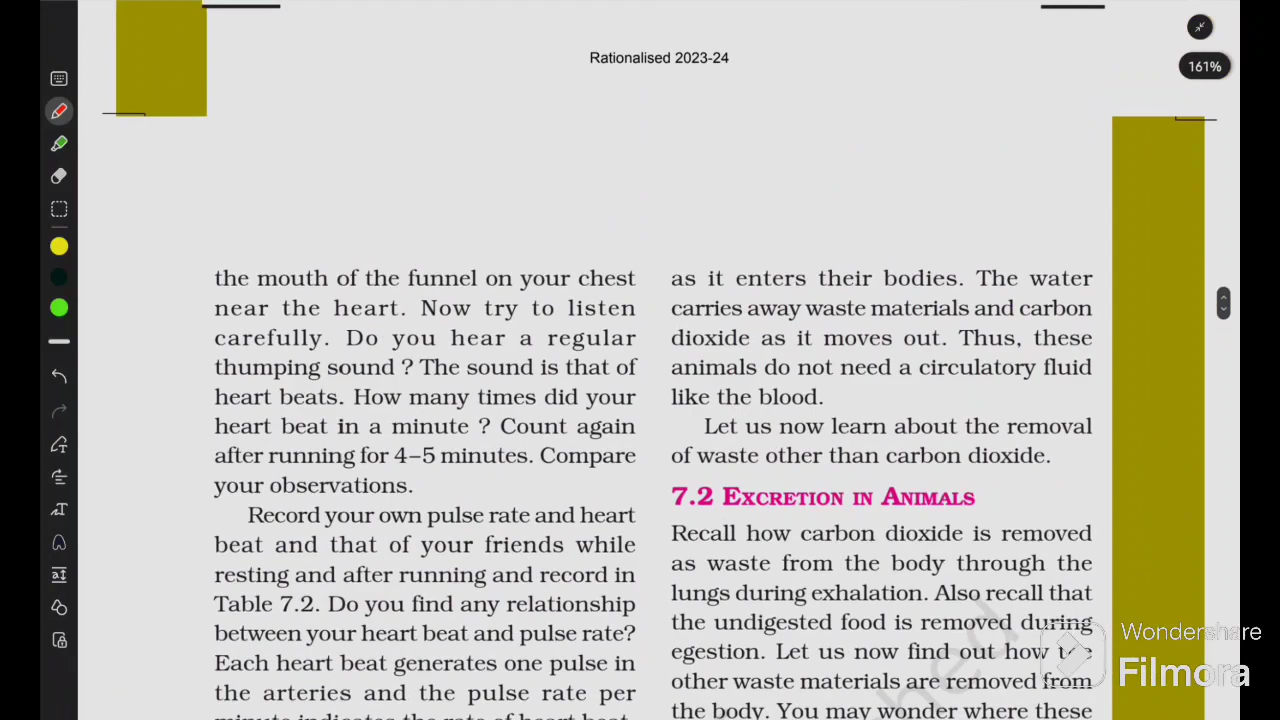 Rationalised 2023-24
161%
the mouth of the funnel on your chest
near the heart. Now try to listen
carefully. Do you hear a regular
thumping sound ? The sound is that of
heart beats. How many times did your
heart beat in a minute ? Count again
after running for 4–5 minutes. Compare
your observations.
Record your own pulse rate and heart
beat and that of your friends while
resting and after running and record in
Table 7.2. Do you find any relationship
between your heart beat and pulse rate?
Each heart beat generates one pulse in
the arteries and the pulse rate per
minute indicates the rate of heart beat.
as it enters their bodies. The water
carries away waste materials and carbon
dioxide as it moves out. Thus, these
animals do not need a circulatory fluid
like the blood.
Let us now learn about the removal
of waste other than carbon dioxide.
7.2 EXCRETION IN ANIMALS
Recall how carbon dioxide is removed
as waste from the body through the
lungs during exhalation. Also recall that
the undigested food is removed during
egestion. Let us now find out how the
other waste materials are removed from
the body. You may wonder where these
Wondershare
Filmora